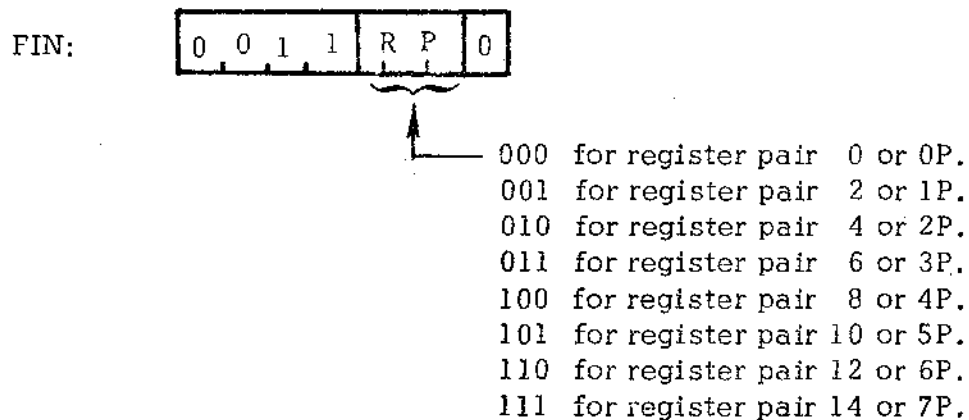 FIN: 0 0 1 1 R P 0
000 for register pair 0 or 0P.
001 for register pair 2 or 1P.
010 for register pair 4 or 2P.
011 for register pair 6 or 3P.
100 for register pair 8 or 4P.
101 for register pair 10 or 5P.
110 for register pair 12 or 6P.
111 for register pair 14 or 7P.